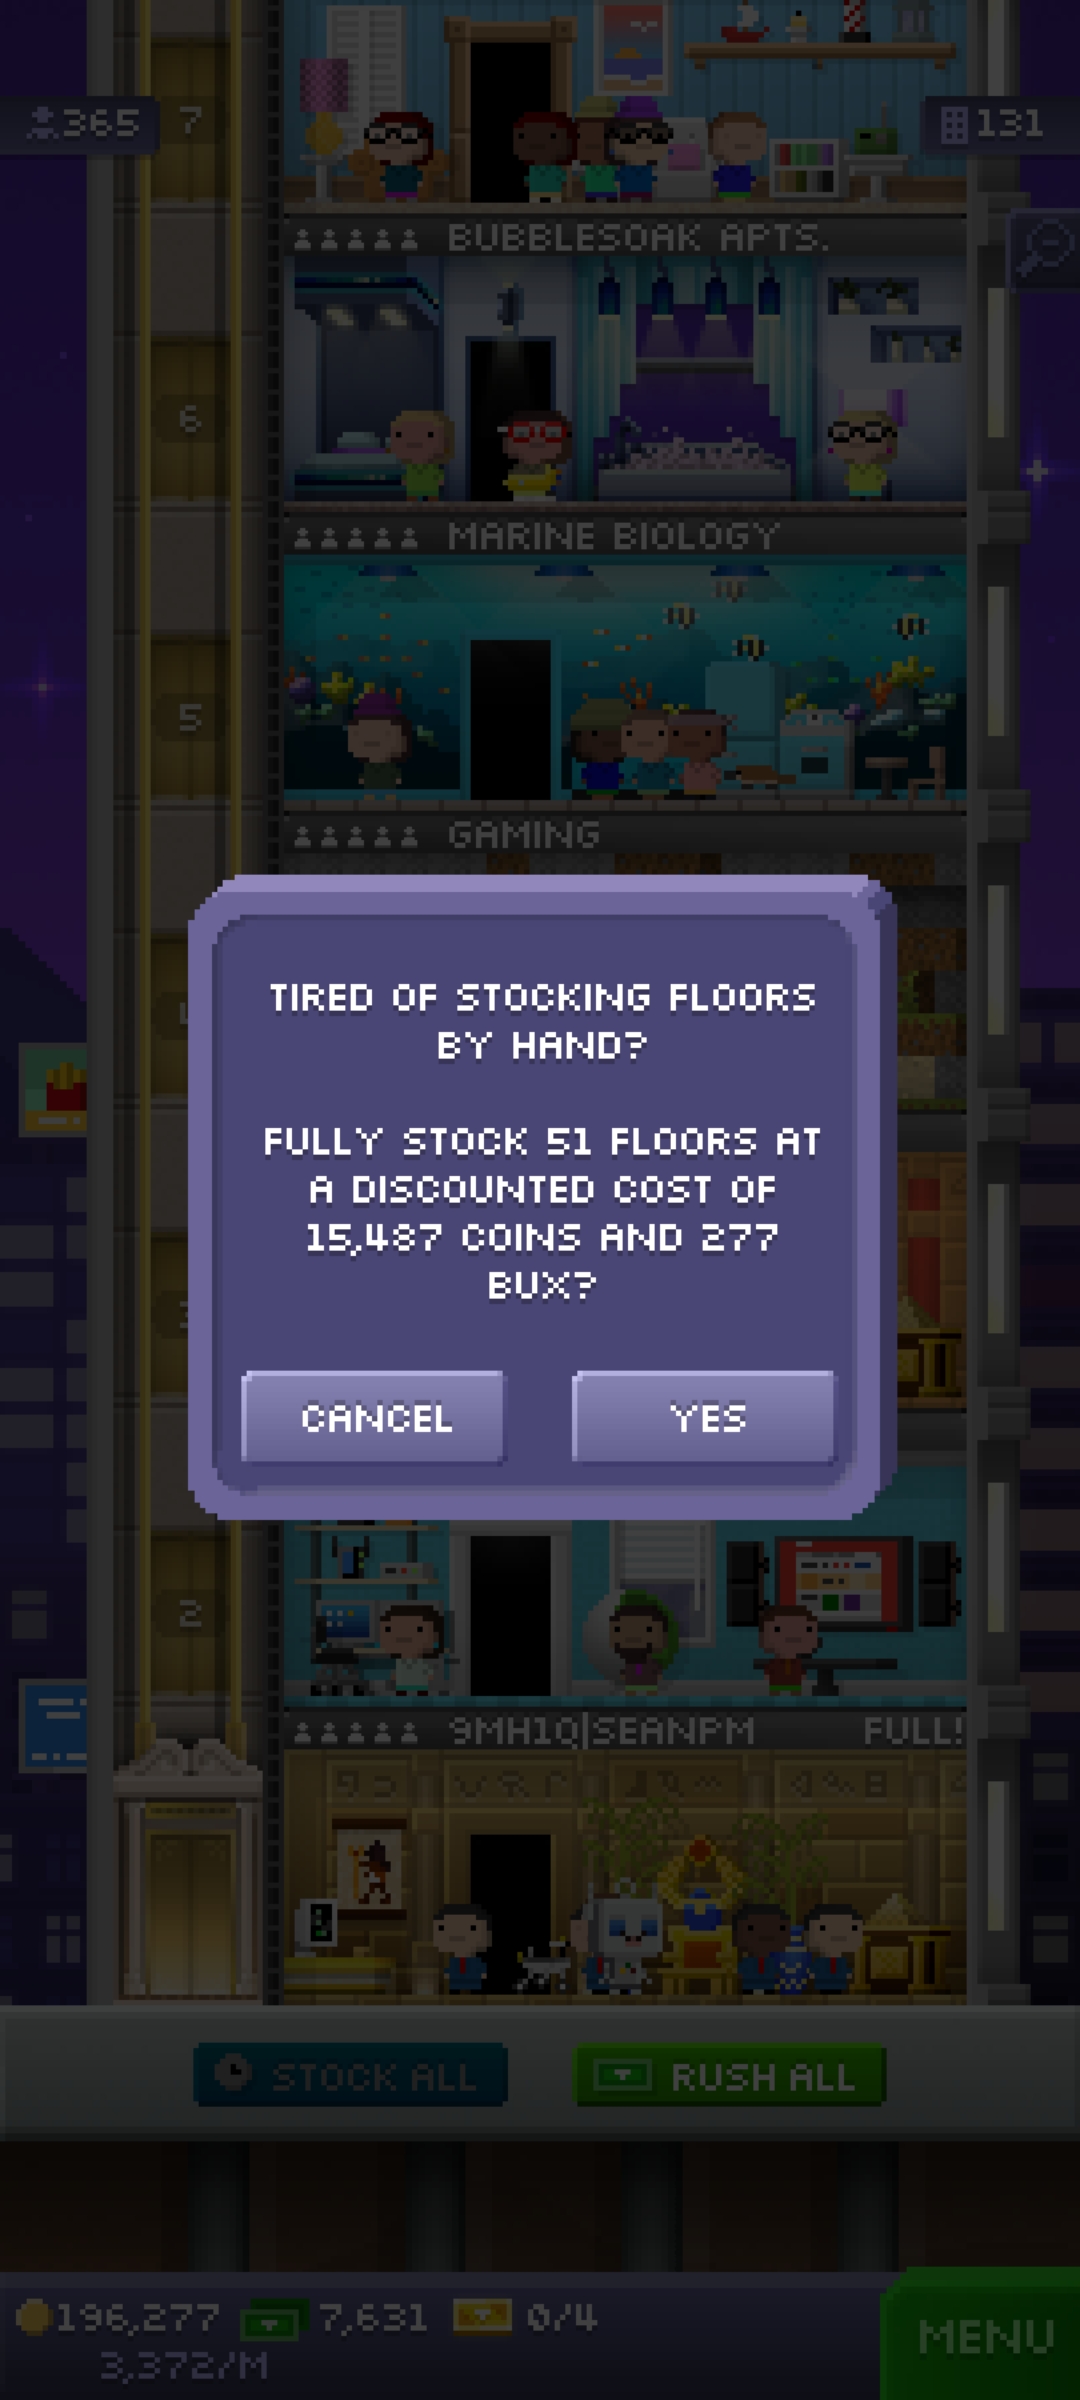 365
7
131
BUBBLESOAK APTS.
6
MARINE BIOLOGY
5
GAMING
TIRED OF STOCKING FLOORS
BY HAND?
FULLY STOCK 51 FLOORS AT
A DISCOUNTED COST OF
15,487 COINS AND 277
BUX?
CANCEL
YES
2
9MH1Q|SEANPM
FULL!
STOCK ALL
RUSH ALL
196,277
7,631
0/4
3,372/M
MENU